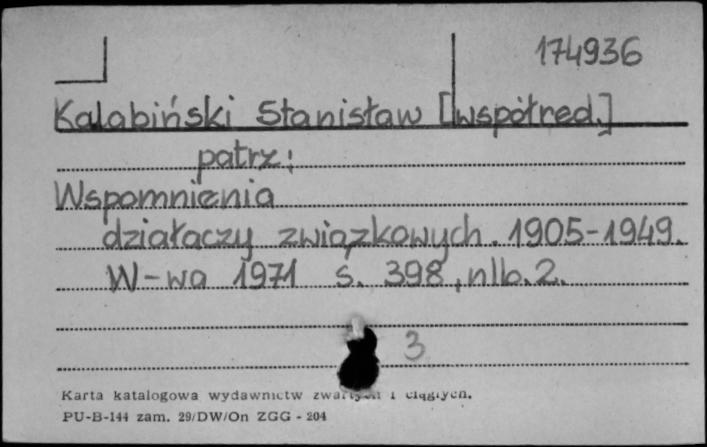 174936
Kalabiński Stanisław [współred.]
patrz:
Wspomnienia
działaczy związkowych. 1905-1949.
W-wa 1971 s. 398, nlb. 2.
3
Karta katalogowa wydawnictw zwartych i ciągłych.
PU-B-144 zam. 29/DW/On ZGG - 204